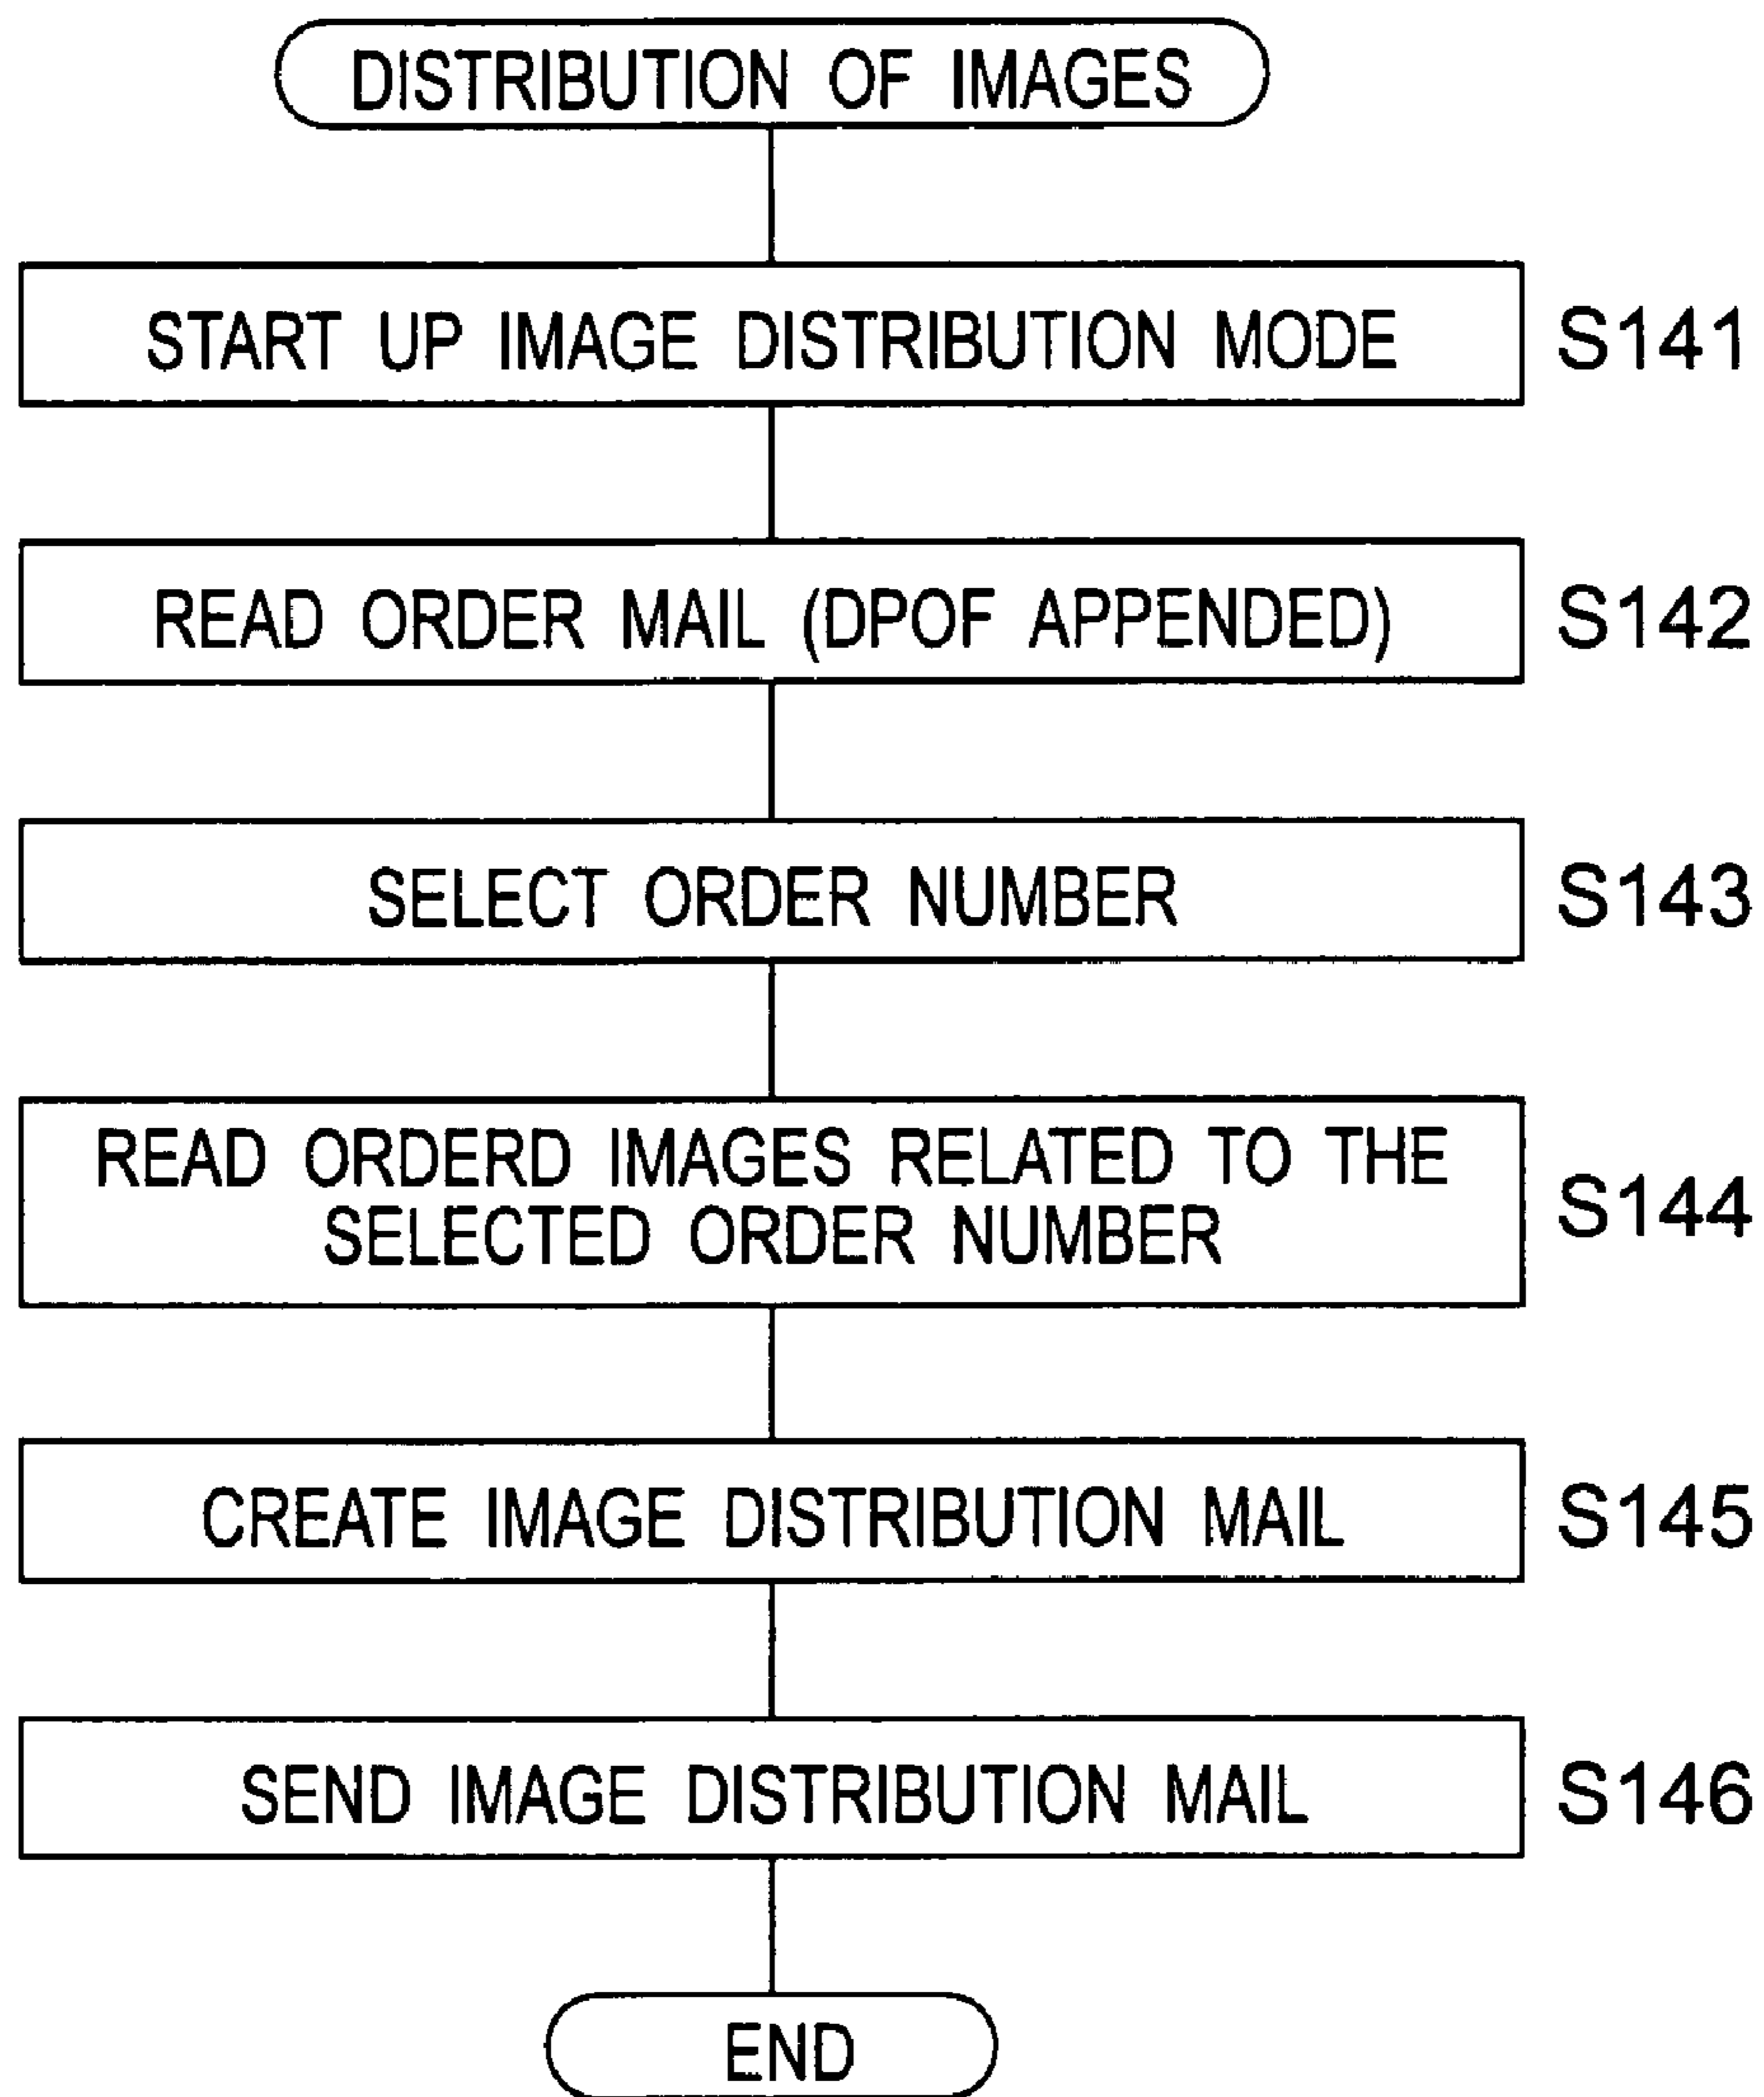 DISTRIBUTION OF IMAGES
START UP IMAGE DISTRIBUTION MODE S141
READ ORDER MAIL (DPOF APPENDED) S142
SELECT ORDER NUMBER S143
READ ORDERD IMAGES RELATED TO THE
SELECTED ORDER NUMBER S144
CREATE IMAGE DISTRIBUTION MAIL S145
SEND IMAGE DISTRIBUTION MAIL S146
END